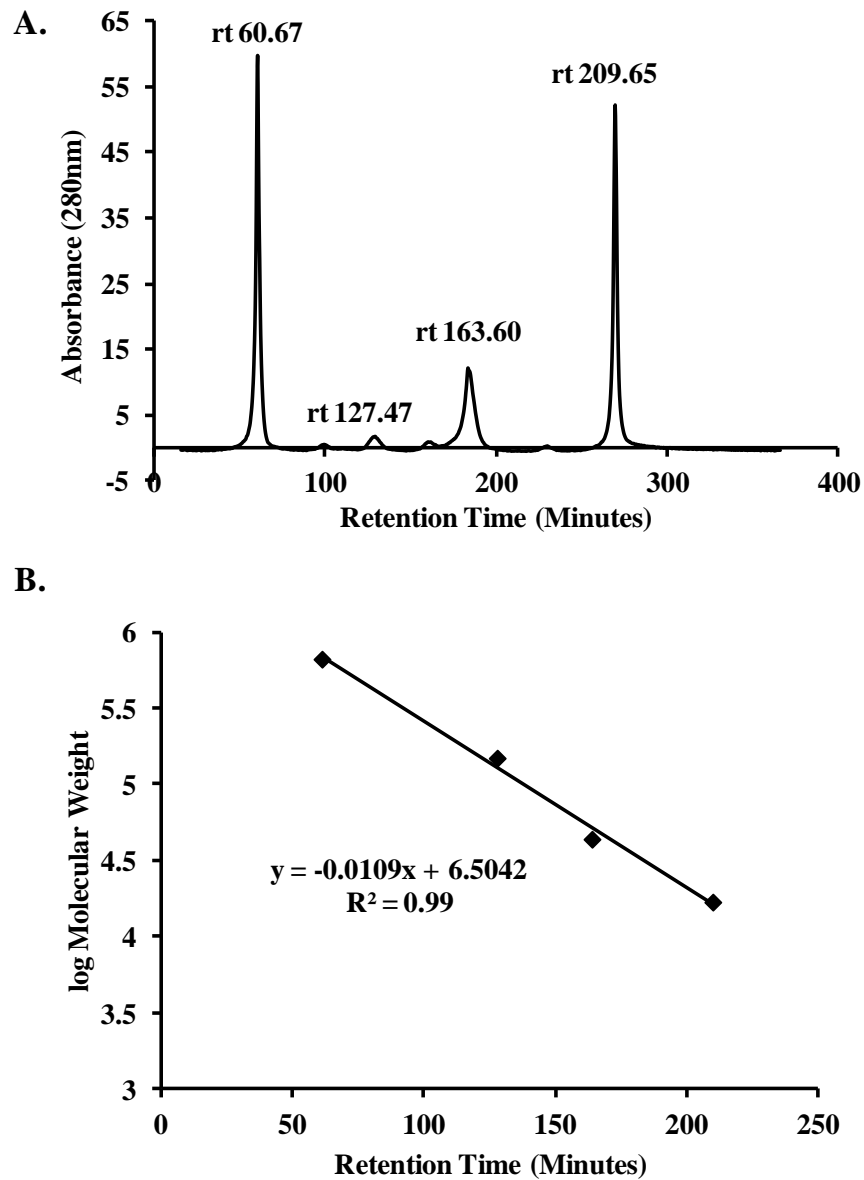 A.
65
55
45
35
25
15
5
-5
Absorbance (280nm)
rt 60.67
rt 127.47
rt 163.60
rt 209.65
0
100
200
300
400
Retention Time (Minutes)
B.
6
5.5
5
4.5
4
3.5
3
log Molecular Weight
y = -0.0109x + 6.5042
R² = 0.99
0
50
100
150
200
250
Retention Time (Minutes)